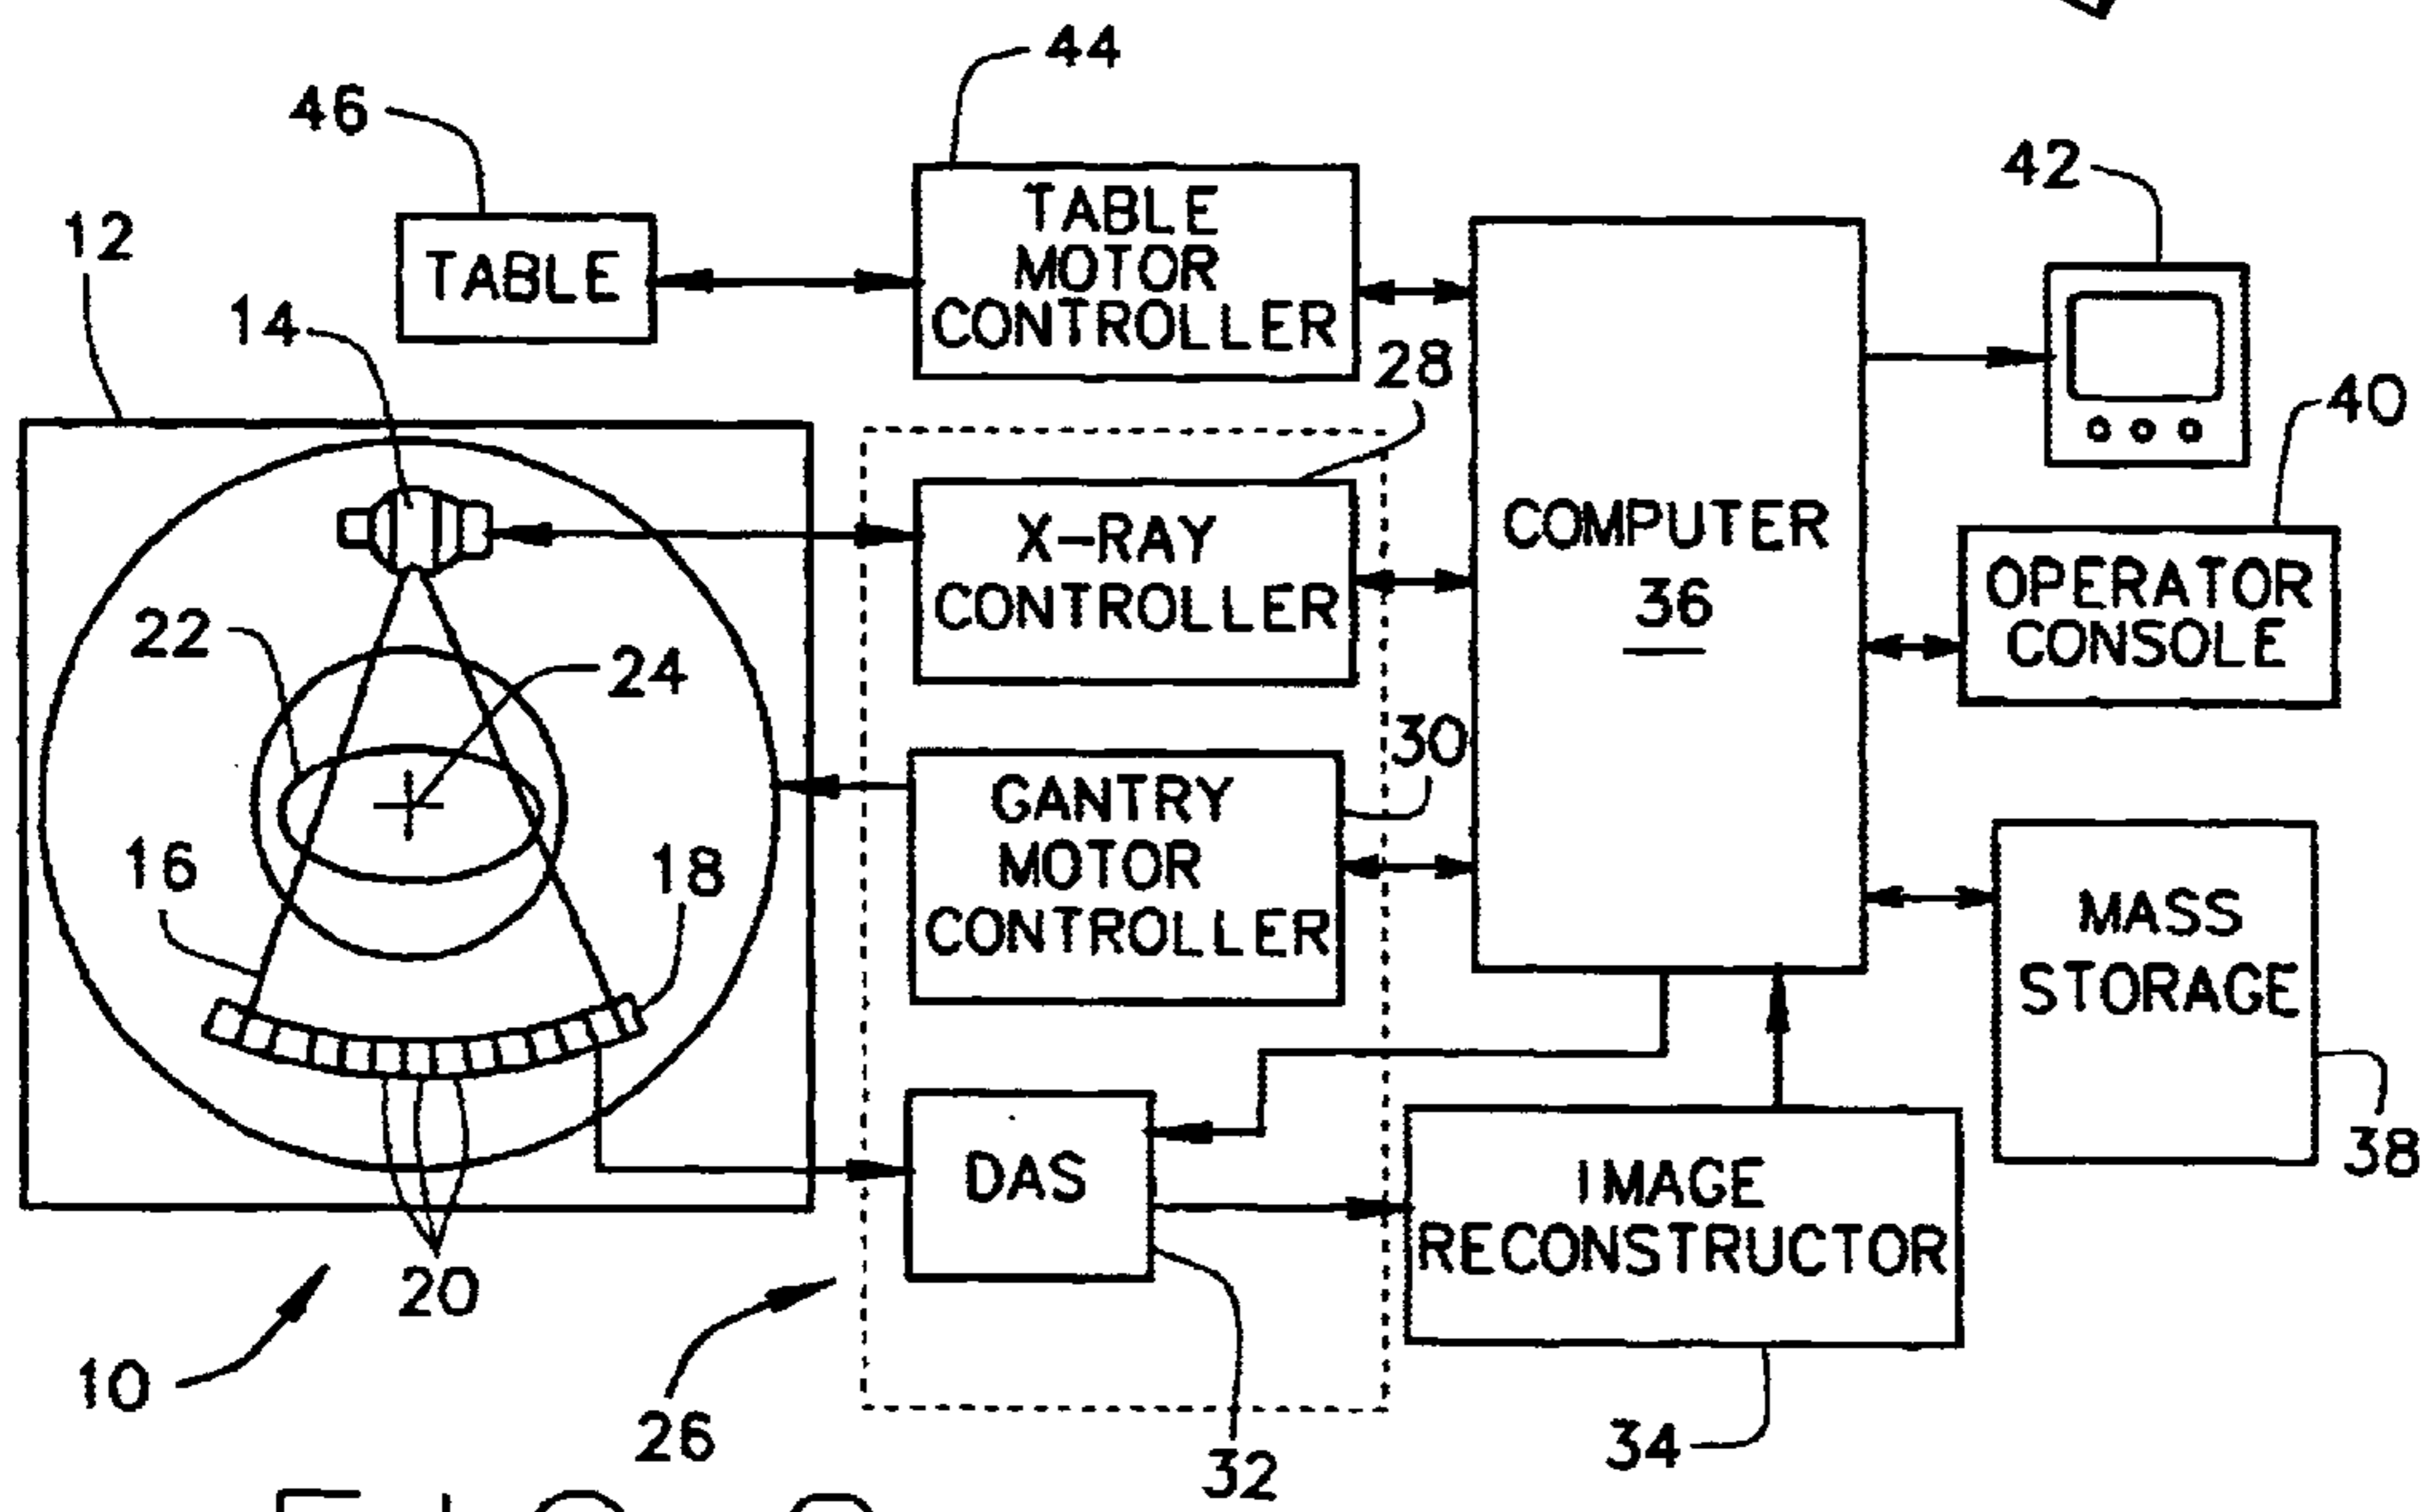 44
46
42
12
TABLE
MOTOR
CONTROLLER
TABLE
14
28
40
X-RAY
CONTROLLER
COMPUTER
36
OPERATOR
CONSOLE
22
24
30
GANTRY
MOTOR
CONTROLLER
16
18
MASS
STORAGE
38
DAS
IMAGE
RECONSTRUCTOR
20
10
26
32
34